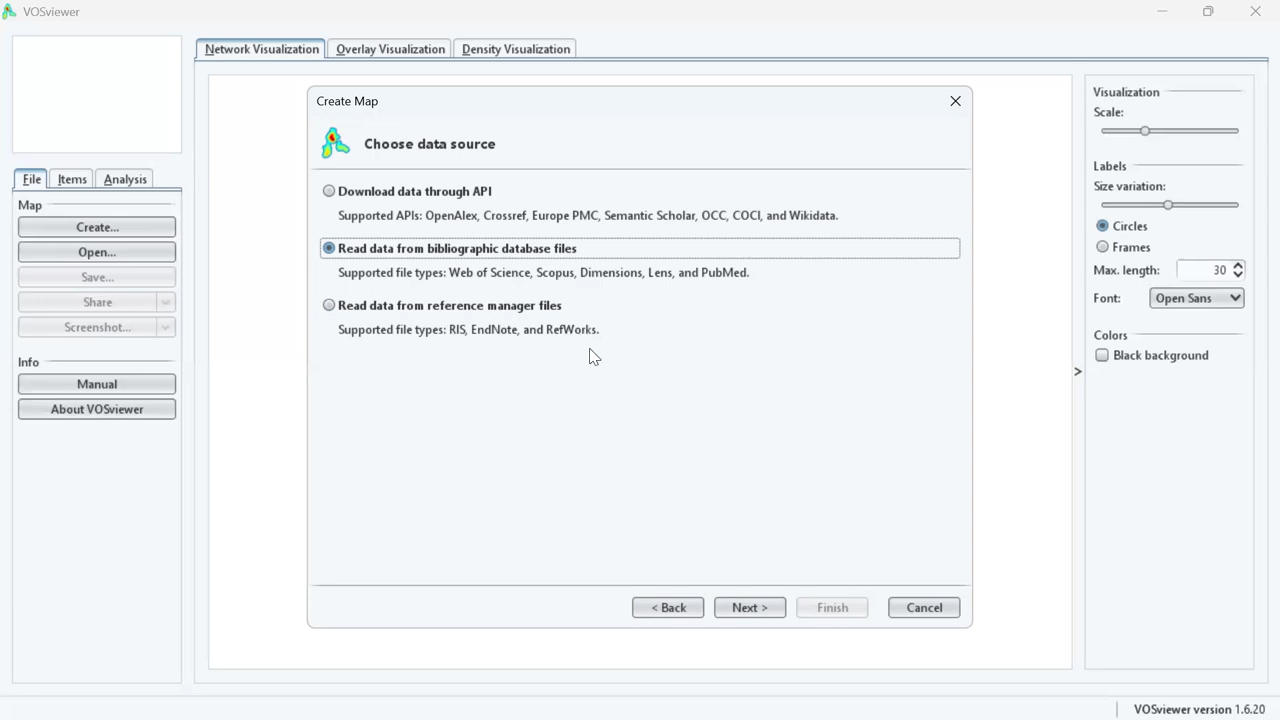 VOSviewer
Network Visualization
Overlay Visualization
Density Visualization
File
Items
Analysis
Map
Create...
Open...
Save...
Share
Screenshot...
Info
Manual
About VOSviewer
Create Map
Choose data source
Download data through API
Supported APIs: OpenAlex, Crossref, Europe PMC, Semantic Scholar, OCC, COCI, and Wikidata.
Read data from bibliographic database files
Supported file types: Web of Science, Scopus, Dimensions, Lens, and PubMed.
Read data from reference manager files
Supported file types: RIS, EndNote, and RefWorks.
< Back
Next >
Finish
Cancel
>
Visualization
Scale:
Labels
Size variation:
Circles
Frames
Max. length: 30
Font: Open Sans
Colors
Black background
VOSviewer version 1.6.20